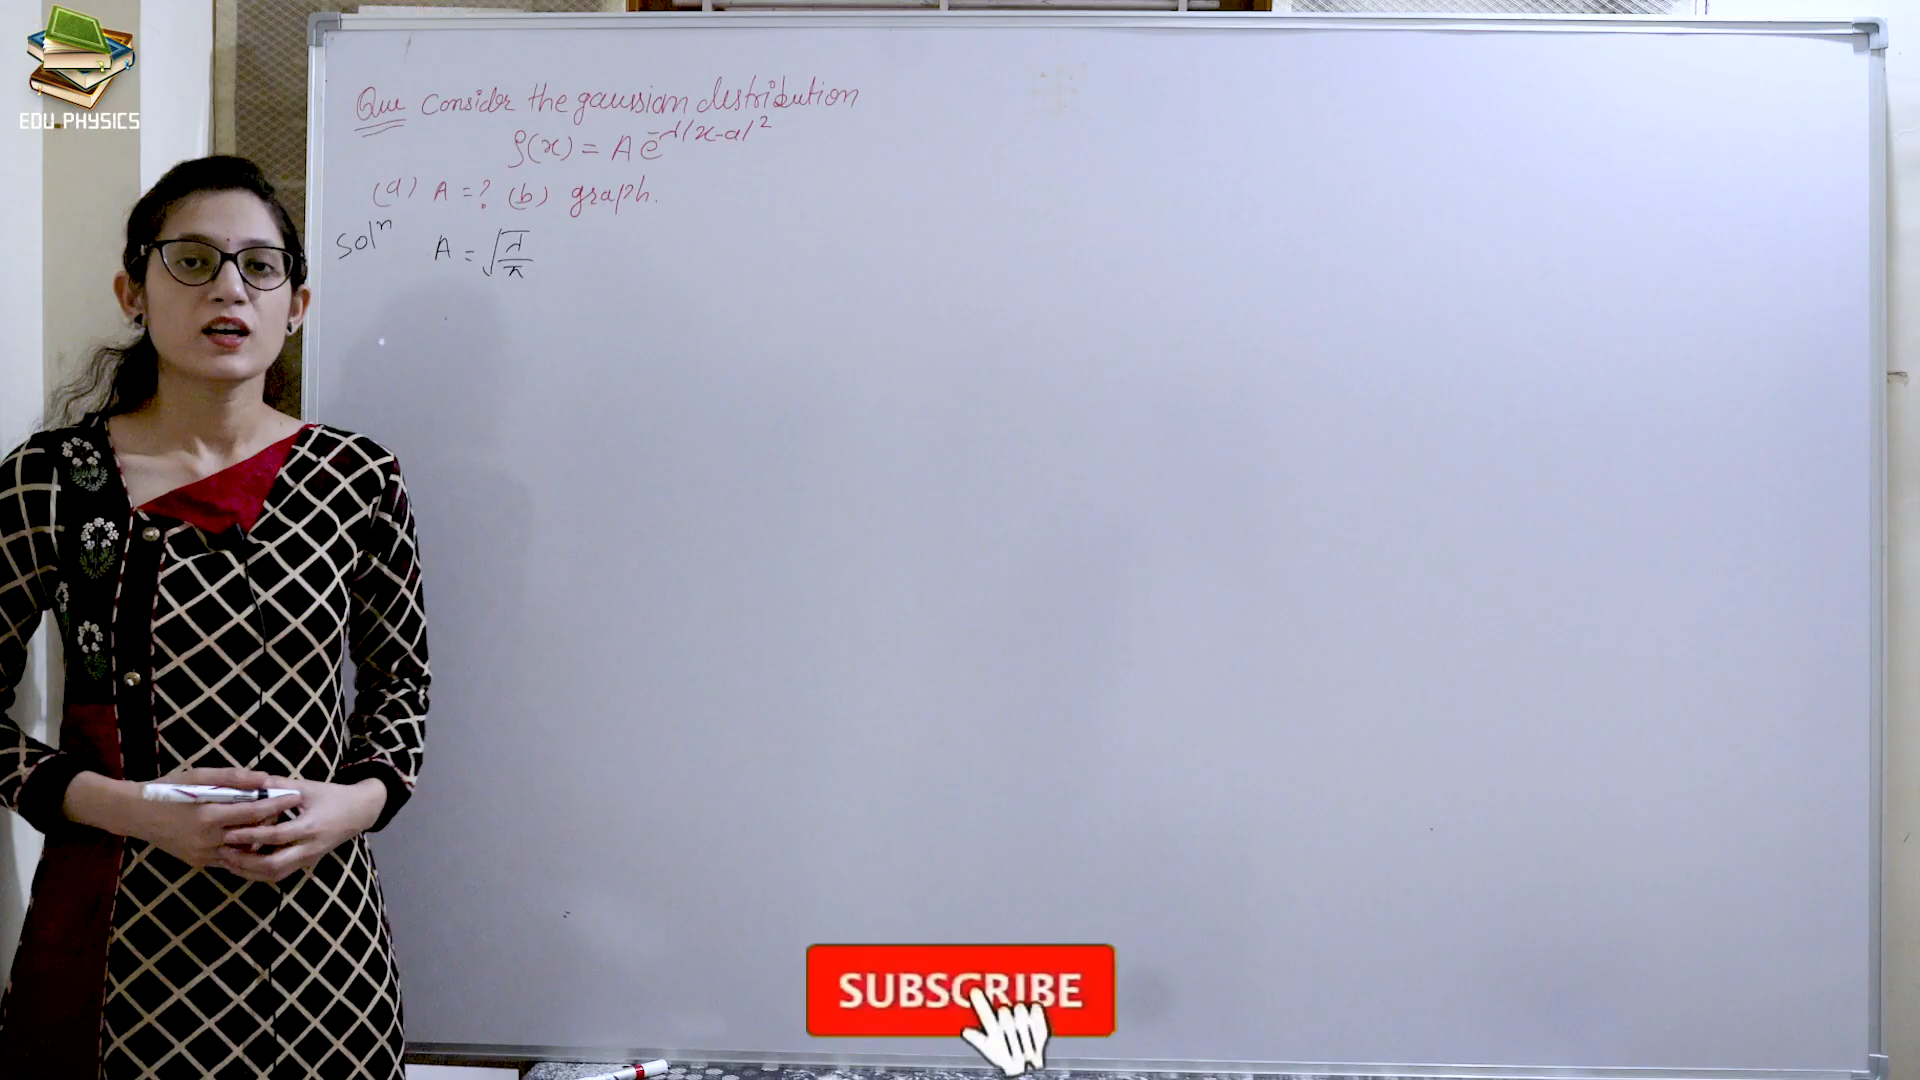 EDU PHYSICS
Que Consider the gaussian distribution
ρ(x) = A e^-λ|x-a|^2
(a) A = ? (b) graph.
Solⁿ A = √(λ/π)
SUBSCRIBE